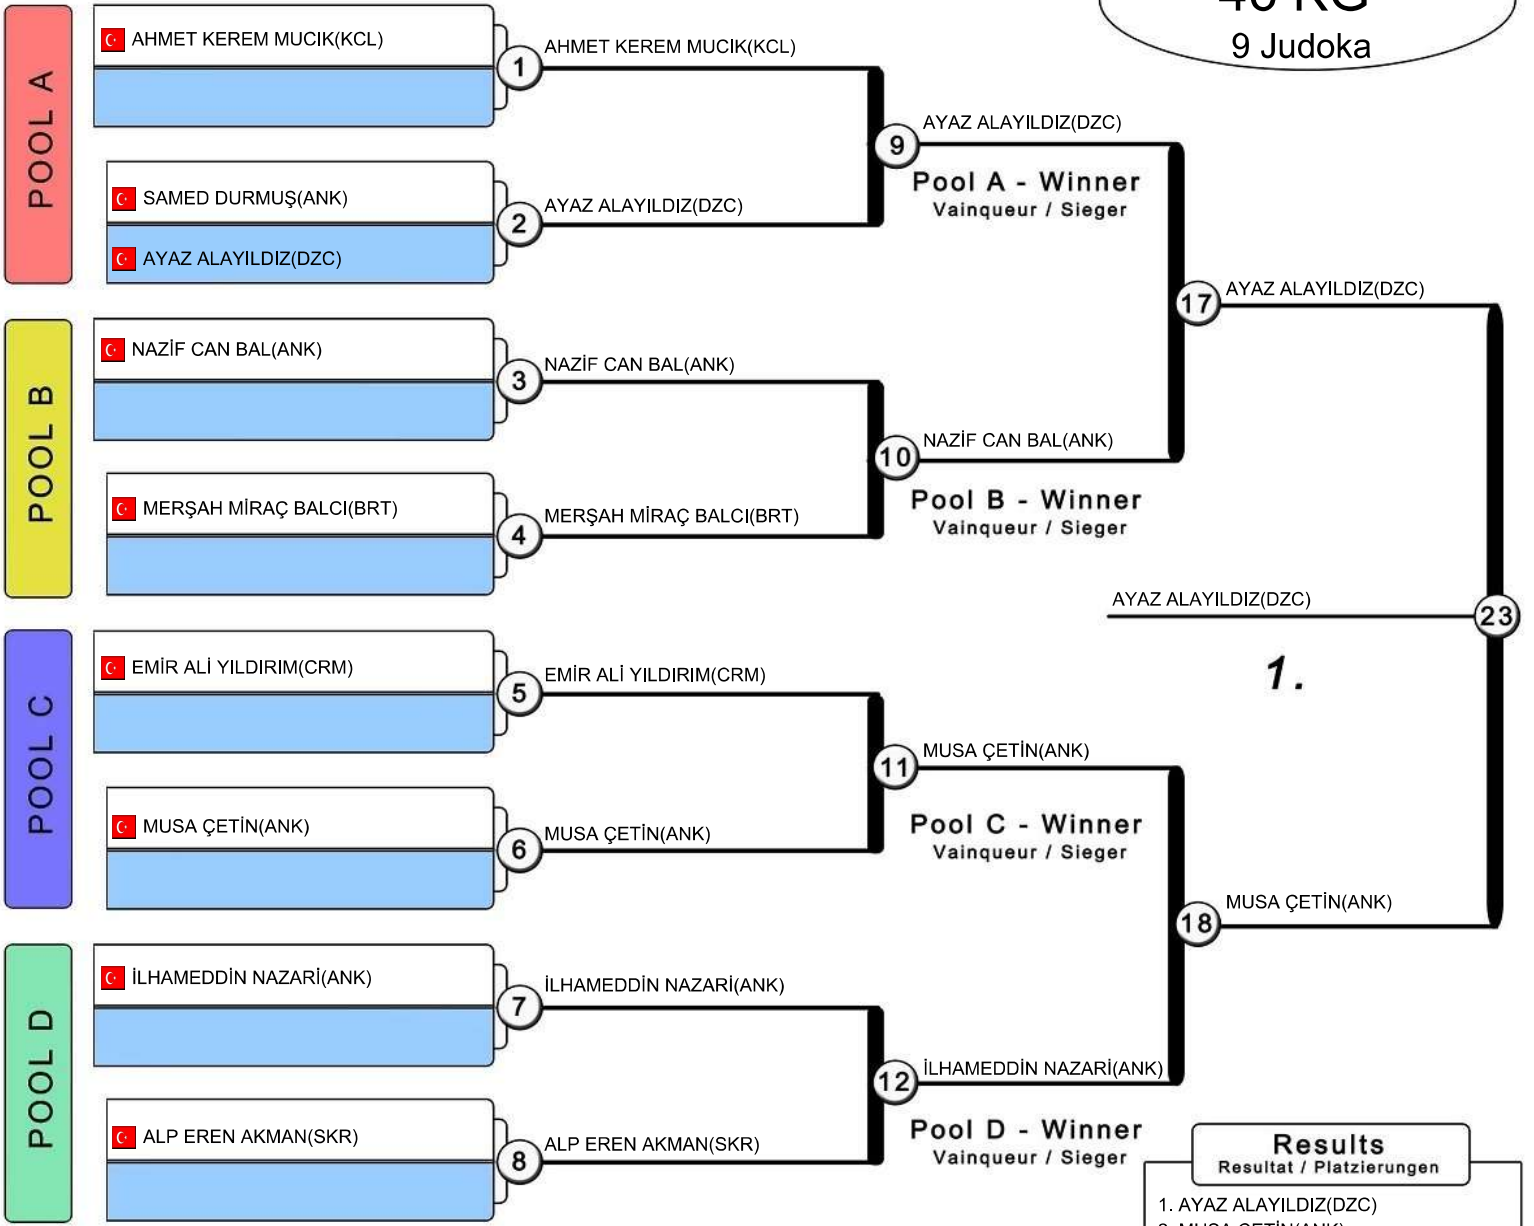 KG
9 Judoka
POOL A
AHMET KEREM MUCIK(KCL)
1
AHMET KEREM MUCIK(KCL)
SAMED DURMUŞ(ANK)
AYAZ ALAYILDIZ(DZC)
2
AYAZ ALAYILDIZ(DZC)
9
AYAZ ALAYILDIZ(DZC)
Pool A - Winner
Vainqueur / Sieger
POOL B
NAZİF CAN BAL(ANK)
3
NAZİF CAN BAL(ANK)
MERŞAH MİRAÇ BALCI(BRT)
4
MERŞAH MİRAÇ BALCI(BRT)
10
NAZİF CAN BAL(ANK)
Pool B - Winner
Vainqueur / Sieger
17
AYAZ ALAYILDIZ(DZC)
POOL C
EMİR ALİ YILDIRIM(CRM)
5
EMİR ALİ YILDIRIM(CRM)
MUSA ÇETİN(ANK)
6
MUSA ÇETİN(ANK)
11
MUSA ÇETİN(ANK)
Pool C - Winner
Vainqueur / Sieger
POOL D
İLHAMEDDİN NAZARİ(ANK)
7
İLHAMEDDİN NAZARİ(ANK)
ALP EREN AKMAN(SKR)
8
ALP EREN AKMAN(SKR)
12
İLHAMEDDİN NAZARİ(ANK)
Pool D - Winner
Vainqueur / Sieger
18
MUSA ÇETİN(ANK)
AYAZ ALAYILDIZ(DZC)
23
1.
Results
Resultat / Platzierungen
1. AYAZ ALAYILDIZ(DZC)
MUSA ÇETİN(ANK)